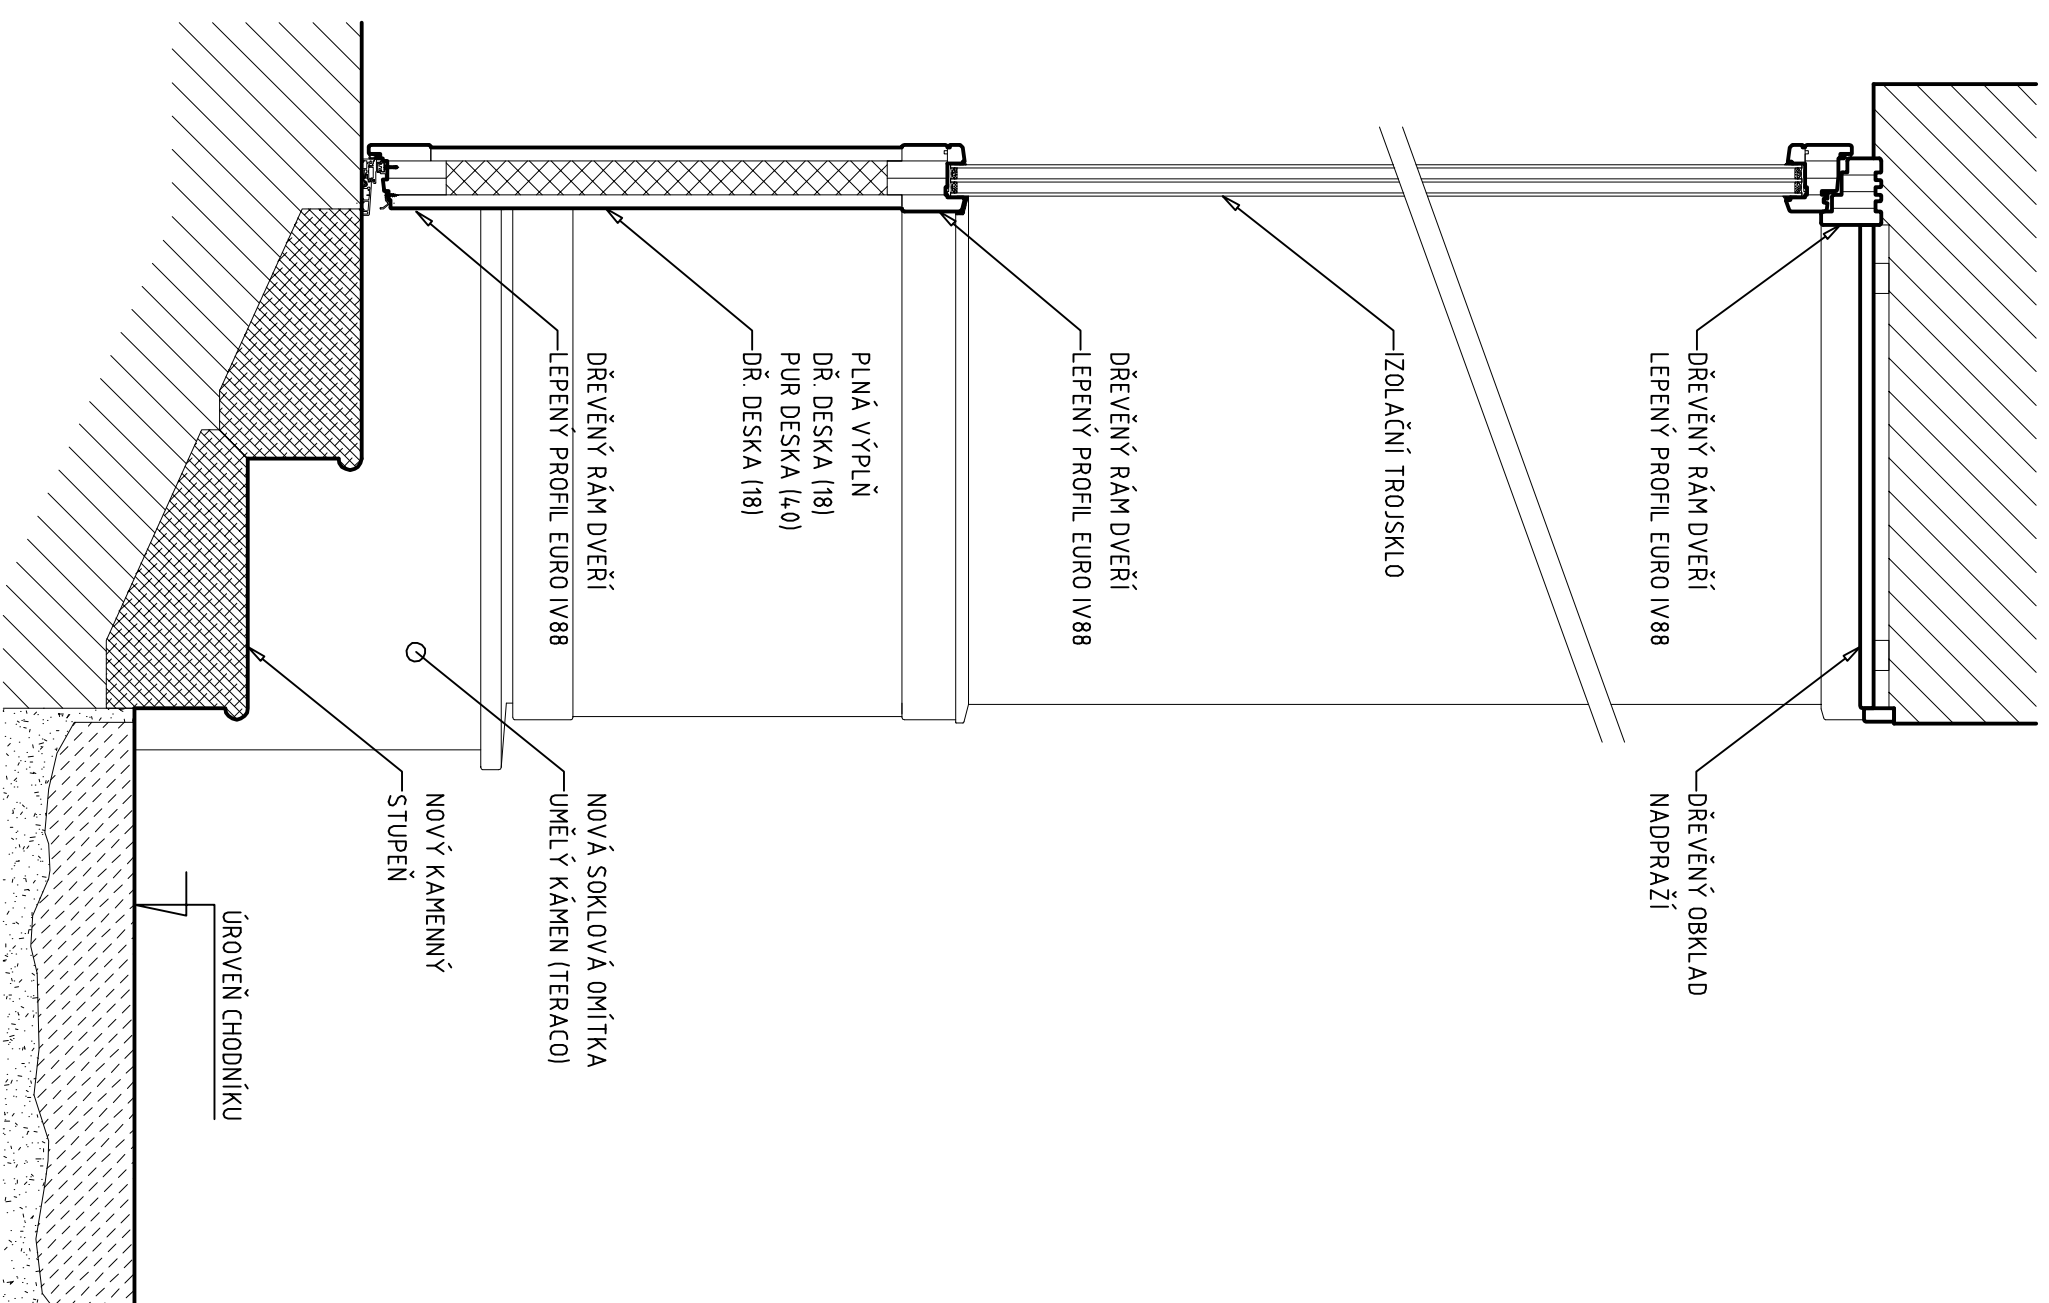 DŘEVĚNÝ RÁM DVEŘÍ
LEPENÝ PROFIL EURO IV88
DŘEVĚNÝ OBKLAD
NADPRAŽÍ
IZOLAČNÍ TROJSKLO
DŘEVĚNÝ RÁM DVEŘÍ
LEPENÝ PROFIL EURO IV88
PLNÁ VÝPLŇ
DŘ. DESKA (18)
PUR DESKA (40)
DŘ. DESKA (18)
DŘEVĚNÝ RÁM DVEŘÍ
LEPENÝ PROFIL EURO IV88
NOVÁ SOKLOVÁ OMÍTKA
UMĚLÝ KÁMEN (TERACO)
NOVÝ KAMENNÝ
STUPEŇ
ÚROVEŇ CHODNÍKU